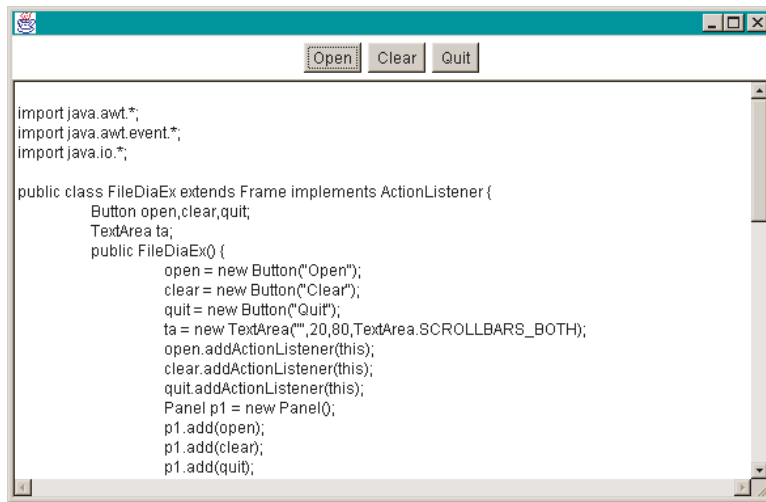 Open Clear Quit
import java.awt.*;
import java.awt.event.*;
import java.io.*;
public class FileDiaEx extends Frame implements ActionListener {
Button open,clear,quit;
TextArea ta;
public FileDiaEx() {
open = new Button("Open");
clear = new Button("Clear");
quit = new Button("Quit");
ta = new TextArea("",20,80,TextArea.SCROLLBARS_BOTH);
open.addActionListener(this);
clear.addActionListener(this);
quit.addActionListener(this);
Panel p1 = new Panel();
p1.add(open);
p1.add(clear);
p1.add(quit);